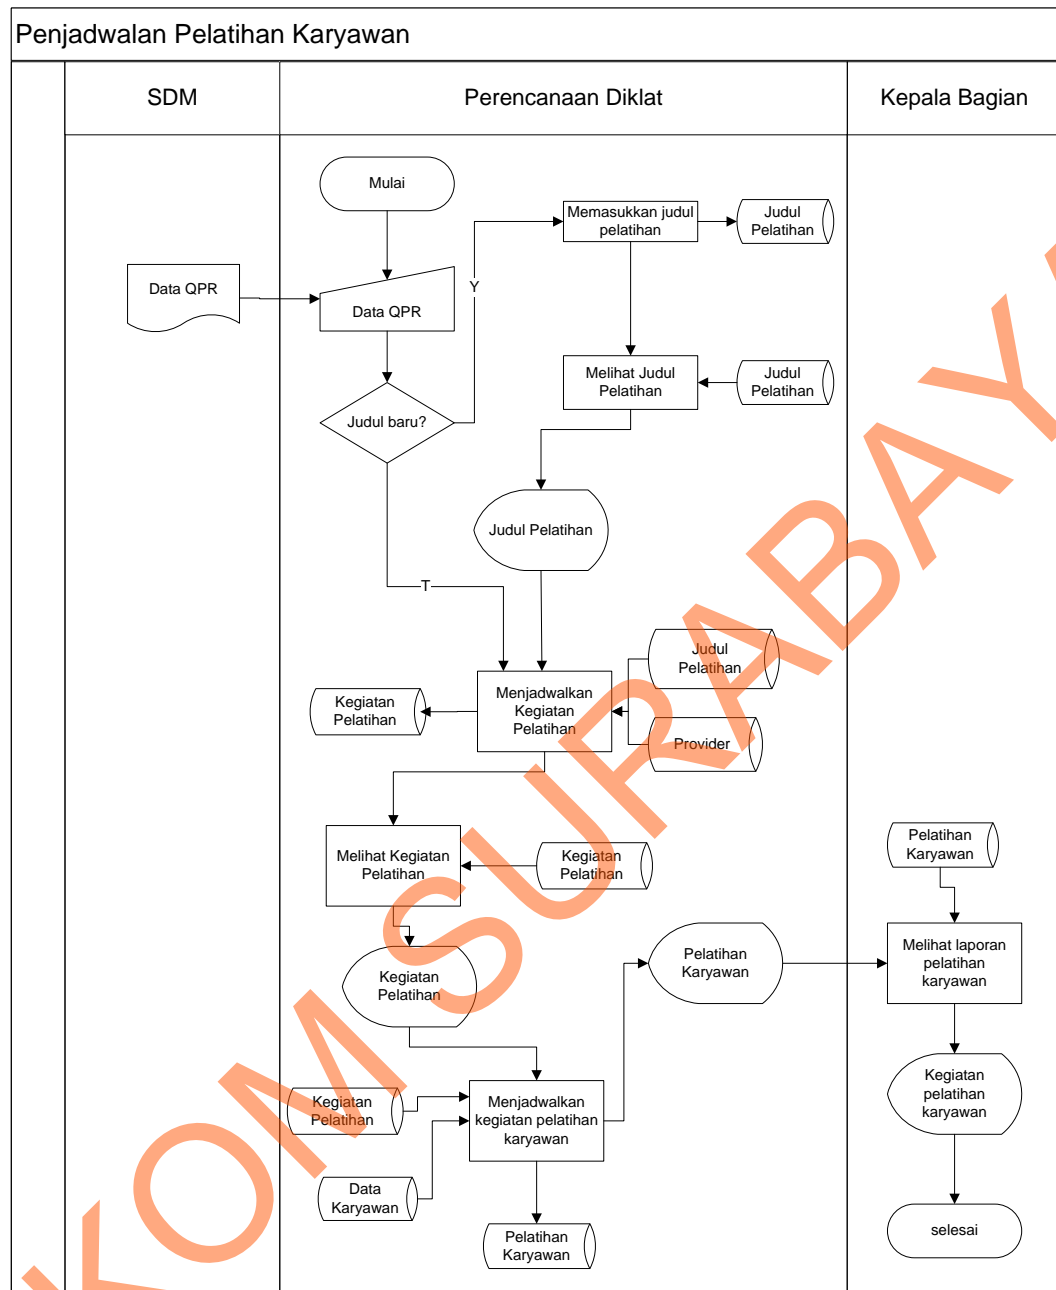 Penjadwalan Pelatihan Karyawan
SDM
Perencanaan Diklat
Kepala Bagian
Mulai
Memasukkan judul
pelatihan
Judul
Pelatihan
Data QPR
Data QPR
Y
Melihat Judul
Pelatihan
Judul
Pelatihan
Judul baru?
Judul Pelatihan
T
Judul
Pelatihan
Menjadwalkan
Kegiatan
Pelatihan
Kegiatan
Pelatihan
Provider
Melihat Kegiatan
Pelatihan
Kegiatan
Pelatihan
Pelatihan
Karyawan
Pelatihan
Karyawan
Melihat laporan
pelatihan
karyawan
Kegiatan
Pelatihan
Kegiatan
Pelatihan
Menjadwalkan
kegiatan pelatihan
karyawan
Kegiatan
pelatihan
karyawan
Data
Karyawan
Pelatihan
Karyawan
selesai
KOM SURABAYA